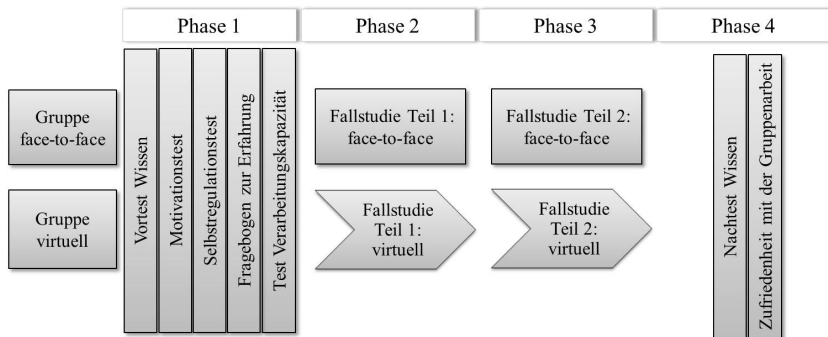 Phase 1
Phase 2
Phase 3
Phase 4
Gruppe
face-to-face
Gruppe
virtuell
Vortest Wissen
Motivationstest
Selbstregulationstest
Fragebogen zur Erfahrung
Test Verarbeitungskapazität
Fallstudie Teil 1:
face-to-face
Fallstudie
Teil 1:
virtuell
Fallstudie Teil 2:
face-to-face
Fallstudie
Teil 2:
virtuell
Nachtest Wissen
Zufriedenheit mit der Gruppenarbeit